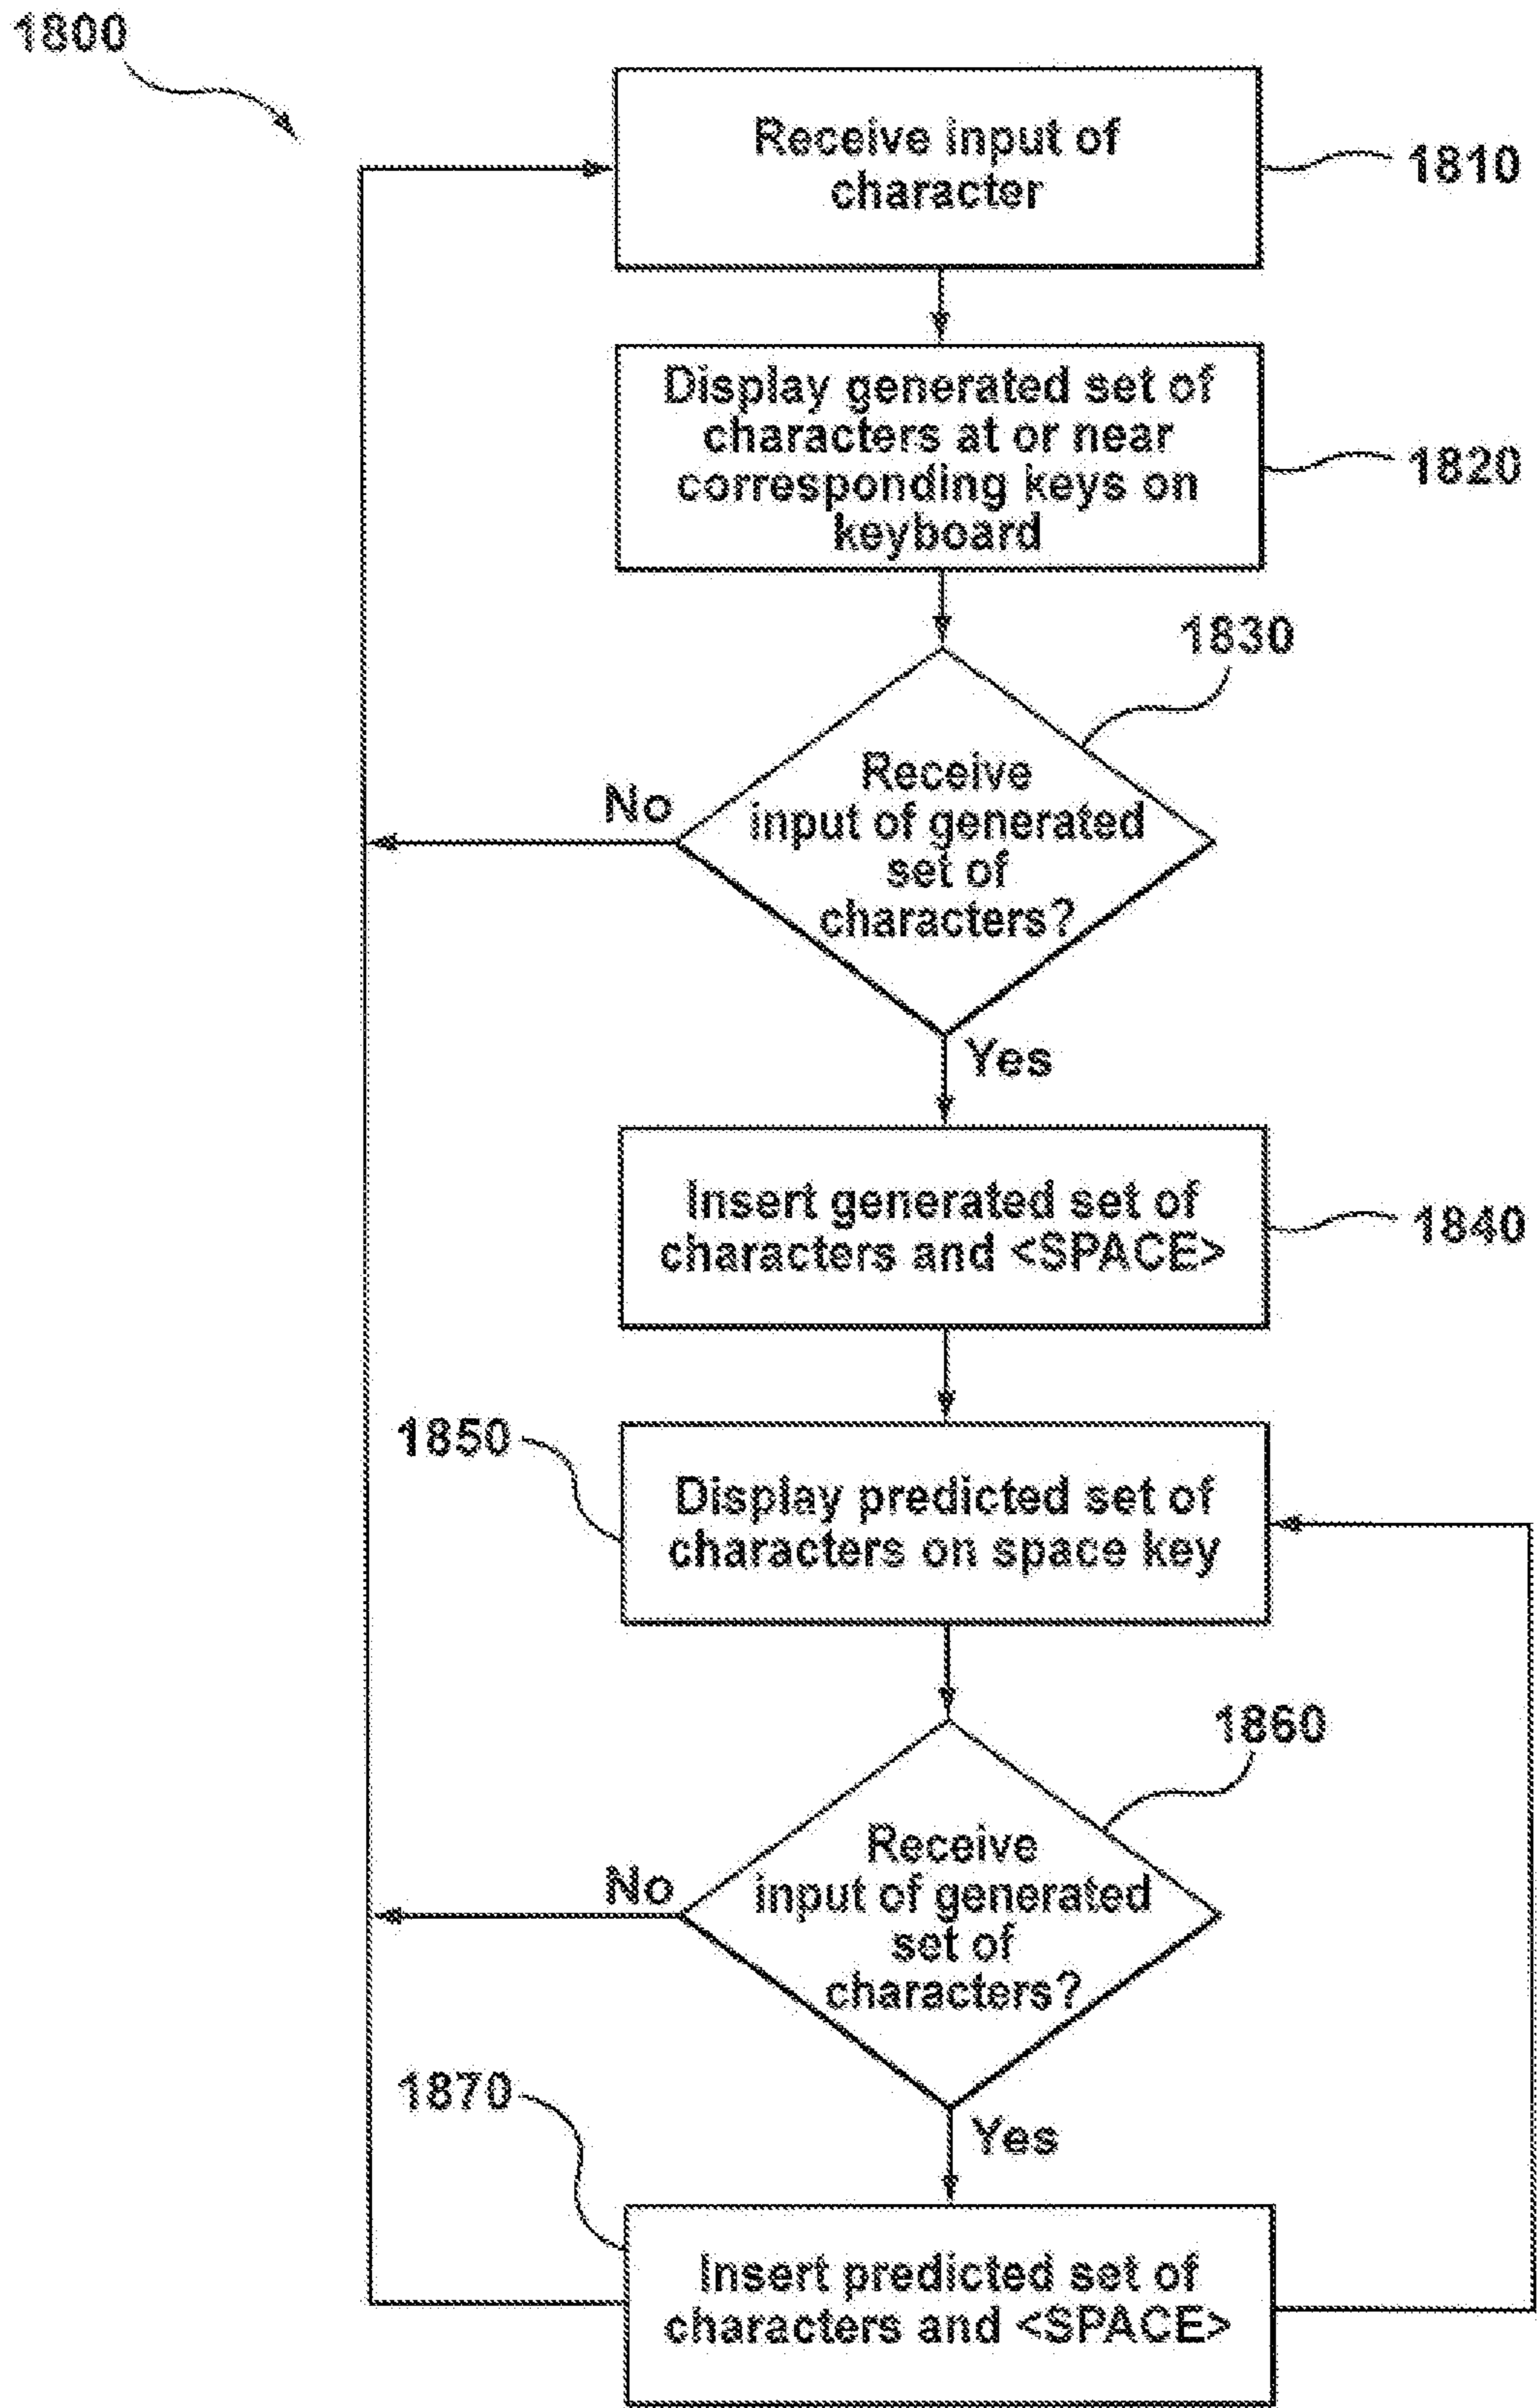 1800
Receive input of
character
1810
Display generated set of
characters at or near
corresponding keys on
keyboard
1820
1830
Receive
input of generated
set of
characters?
No
Yes
Insert generated set of
characters and <SPACE>
1840
1850
Display predicted set of
characters on space key
1860
Receive
input of generated
set of
characters?
No
Yes
1870
Insert predicted set of
characters and <SPACE>